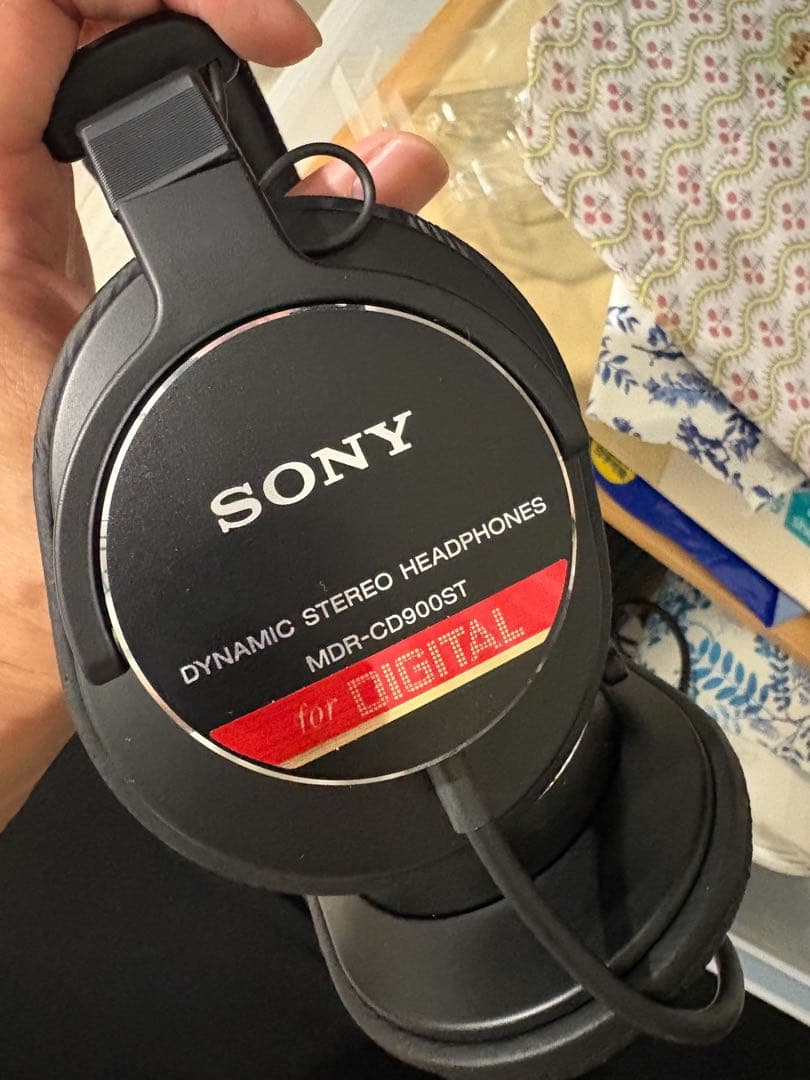 SONY
DYNAMIC STEREO HEADPHONES
MDR-CD900ST
for DIGITAL